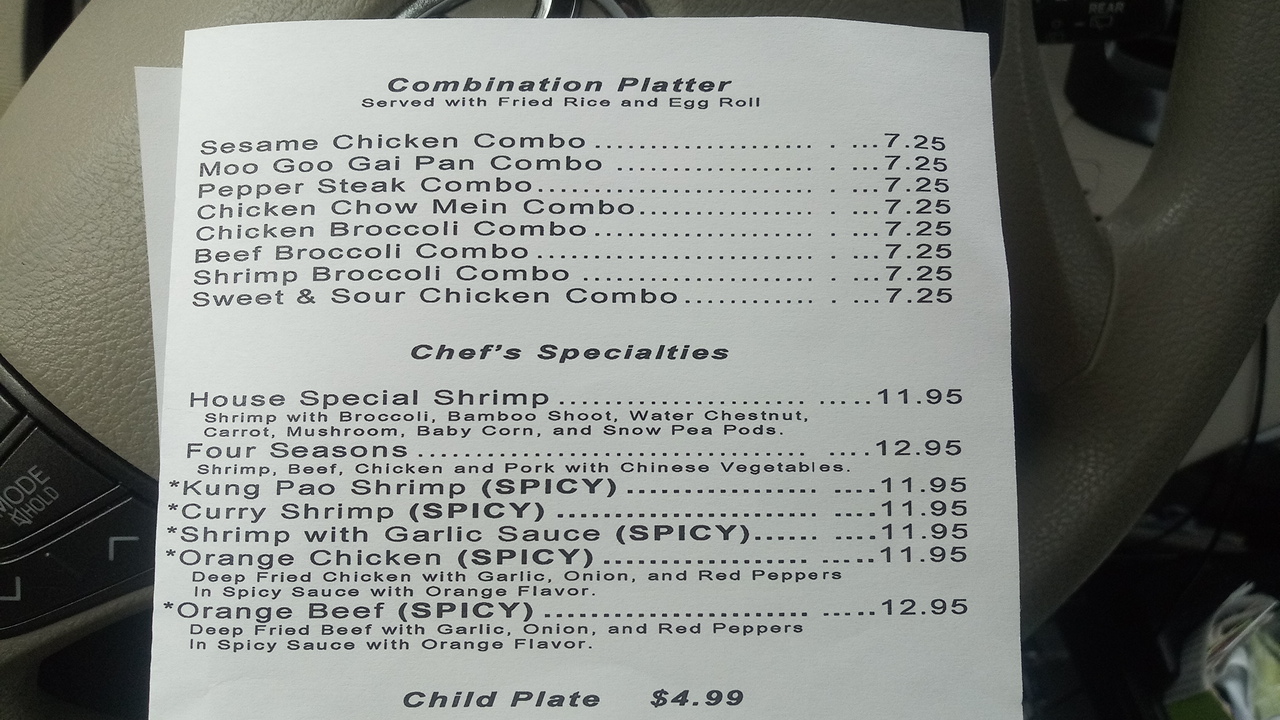 REAR
Combination Platter
Served with Fried Rice and Egg Roll
Sesame Chicken Combo ..................... . ...7.25
Moo Goo Gai Pan Combo ................... . ...7.25
Pepper Steak Combo.......................... . ...7.25
Chicken Chow Mein Combo................. . ...7.25
Chicken Broccoli Combo ..................... . ...7.25
Beef Broccoli Combo........................... . ...7.25
Shrimp Broccoli Combo ...................... . ...7.25
Sweet & Sour Chicken Combo............. . ...7.25
Chef's Specialties
House Special Shrimp ........................ .....11.95
Shrimp with Broccoli, Bamboo Shoot, Water Chestnut,
Carrot, Mushroom, Baby Corn, and Snow Pea Pods.
Four Seasons ..................................... ....12.95
Shrimp, Beef, Chicken and Pork with Chinese Vegetables.
*Kung Pao Shrimp (SPICY) .................. ....11.95
*Curry Shrimp (SPICY) ......................... ....11.95
*Shrimp with Garlic Sauce (SPICY)...... ....11.95
*Orange Chicken (SPICY) .................... ....11.95
Deep Fried Chicken with Garlic, Onion, and Red Peppers
In Spicy Sauce with Orange Flavor.
*Orange Beef (SPICY) ......................... .....12.95
Deep Fried Beef with Garlic, Onion, and Red Peppers
In Spicy Sauce with Orange Flavor.
Child Plate $4.99
MODE
HOLD